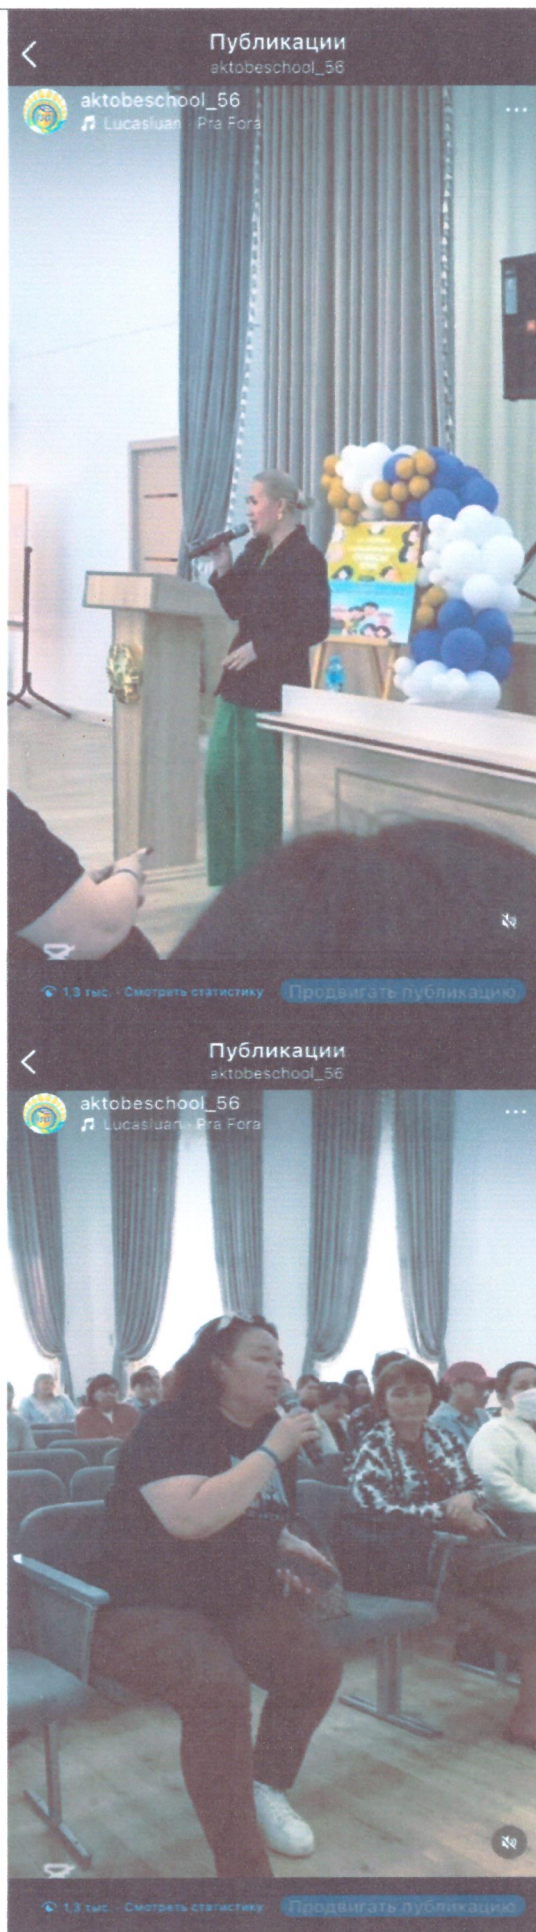 Публикации
aktobeschool_56
aktobeschool_56
Lucasluan · Pra Fora
1,3 тыс. · Смотреть статистику
Продвигать публикацию
Публикации
aktobeschool_56
aktobeschool_56
Lucasluan · Pra Fora
1,3 тыс. · Смотреть статистику
Продвигать публикацию